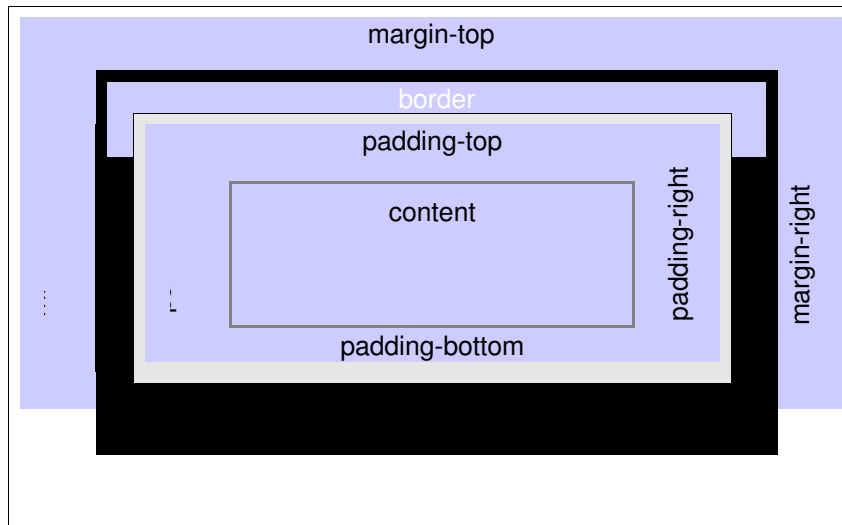 margin-top
border
padding-top
content
padding-right
margin-right
padding-bottom